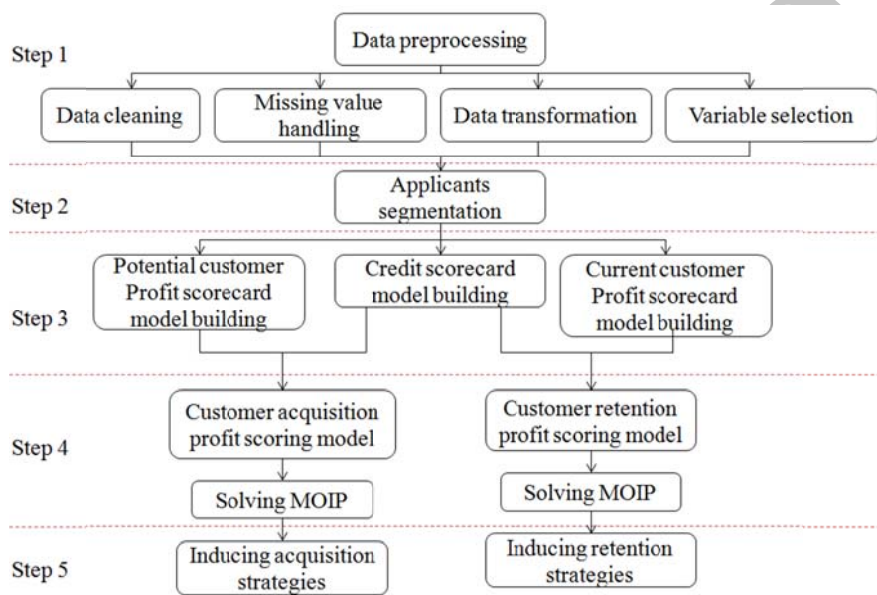 Step 1
Data preprocessing
Data cleaning
Missing value
handling
Data transformation
Variable selection
Step 2
Applicants
segmentation
Step 3
Potential customer
Profit scorecard
model building
Credit scorecard
model building
Current customer
Profit scorecard
model building
Step 4
Customer acquisition
profit scoring model
Customer retention
profit scoring model
Solving MOIP
Solving MOIP
Step 5
Inducing acquisition
strategies
Inducing retention
strategies